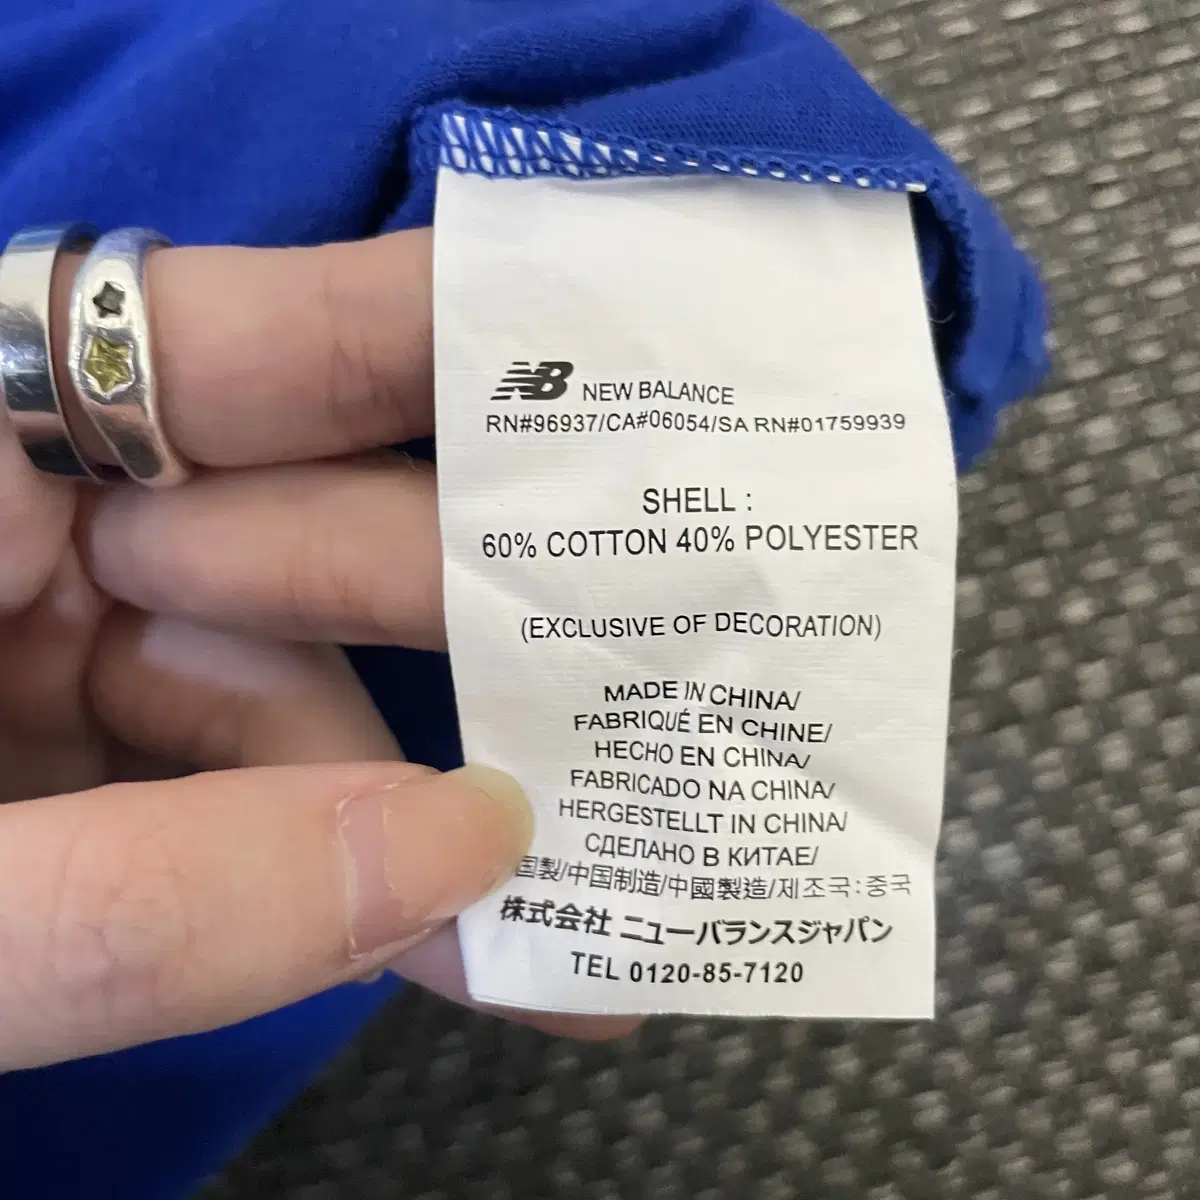 NB NEW BALANCE
RN#96937/CA#06054/SA RN#01759939
SHELL :
60% COTTON 40% POLYESTER
(EXCLUSIVE OF DECORATION)
MADE IN CHINA/
FABRIQUÉ EN CHINE/
HECHO EN CHINA/
FABRICADO NA CHINA/
HERGESTELLT IN CHINA/
СДЕЛАНО В КИТАЕ/
国製/中国制造/中國製造/제조국:중국
株式会社 ニューバランスジャパン
TEL 0120-85-7120